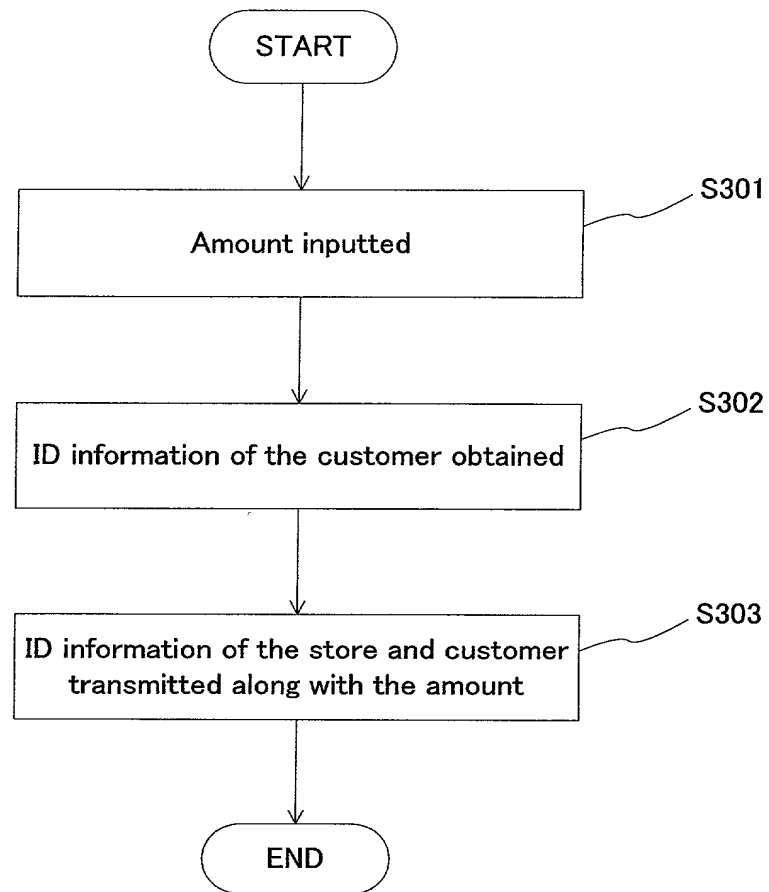 START
S301
Amount inputted
S302
ID information of the customer obtained
S303
ID information of the store and customer
transmitted along with the amount
END